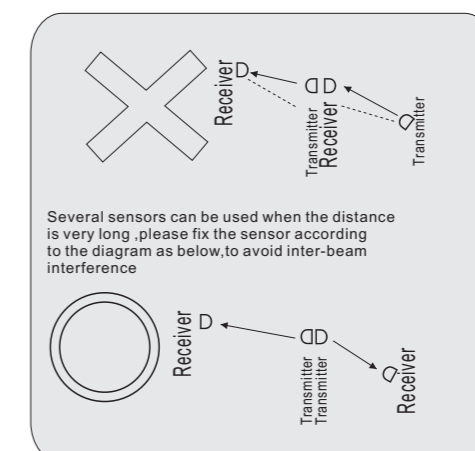 Receiver
Transmitter
Receiver
Transmitter
Several sensors can be used when the distance
is very long ,please fix the sensor according
to the diagram as below,to avoid inter-beam
interference
Receiver
Transmitter
Transmitter
Receiver